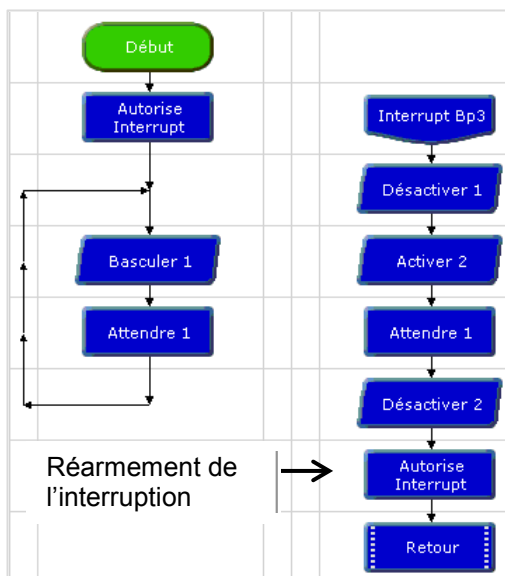 Début
Autorise
Interrupt
Basculer 1
Attendre 1
Interrupt Bp3
Désactiver 1
Activer 2
Attendre 1
Désactiver 2
Réarmement de
l'interruption
Autorise
Interrupt
Retour